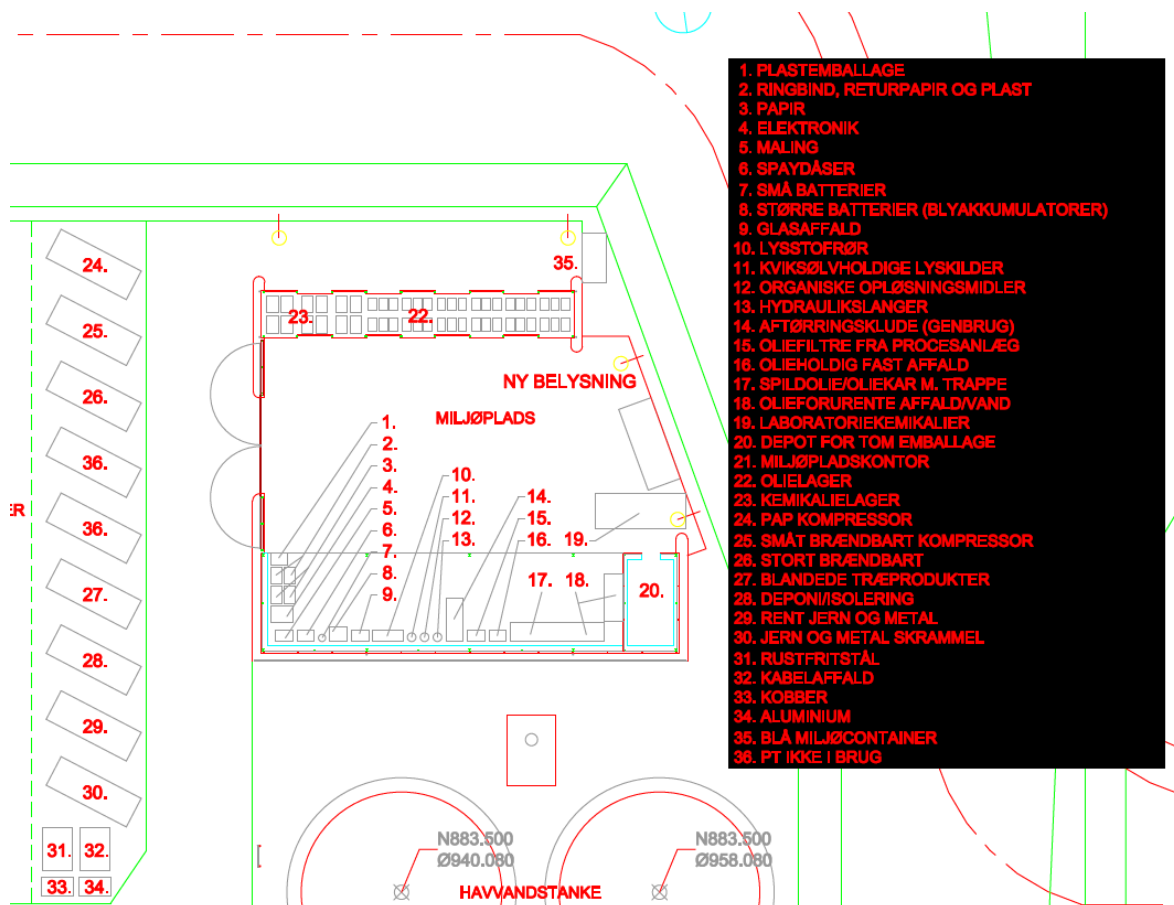 1. PLASTEMBALLAGE
2. RINGBIND, RETURPAPIR OG PLAST
3. PAPIR
4. ELEKTRONIK
5. MALING
6. SPAYDÅSER
7. SMÅ BATTERIER
8. STØRRE BATTERIER (BLYAKKUMULATORER)
9. GLASAFFALD
10. LYSSTOFRØR
11. KVIKSØLVHOLDIGE LYSKILDER
12. ORGANISKE OPLØSNINGSMIDLER
13. HYDRAULIKSLANGER
14. AFTØRRINGSKLUDE (GENBRUG)
15. OLIEFILTRE FRA PROCESANLÆG
16. OLIEHOLDIG FAST AFFALD
17. SPILDOLIE/OLIEKAR M. TRAPPE
18. OLIEFORURENTE AFFALD/VAND
19. LABORATORIEKEMIKALIER
20. DEPOT FOR TOM EMBALLAGE
21. MILJØPLADSKONTOR
22. OLIELAGER
23. KEMIKALIELAGER
24. PAP KOMPRESSOR
25. SMÅT BRÆNDBART KOMPRESSOR
26. STORT BRÆNDBART
27. BLANDEDE TRÆPRODUKTER
28. DEPONI/ISOLERING
29. RENT JERN OG METAL
30. JERN OG METAL SKRAMMEL
31. RUSTFRITSTÅL
32. KABELAFFALD
33. KOBBER
34. ALUMINIUM
35. BLÅ MILJØCONTAINER
36. PT IKKE I BRUG
24.
25.
26.
36.
36.
27.
28.
29.
30.
31.
32.
33.
34.
ER
35.
23.
22.
NY BELYSNING
MILJØPLADS
1.
2.
3.
4.
5.
6.
7.
8.
9.
10.
11.
12.
13.
14.
15.
16.
19.
17.
18.
20.
N883.500
Ø940.080
N883.500
Ø958.080
HAVVANDSTANKE